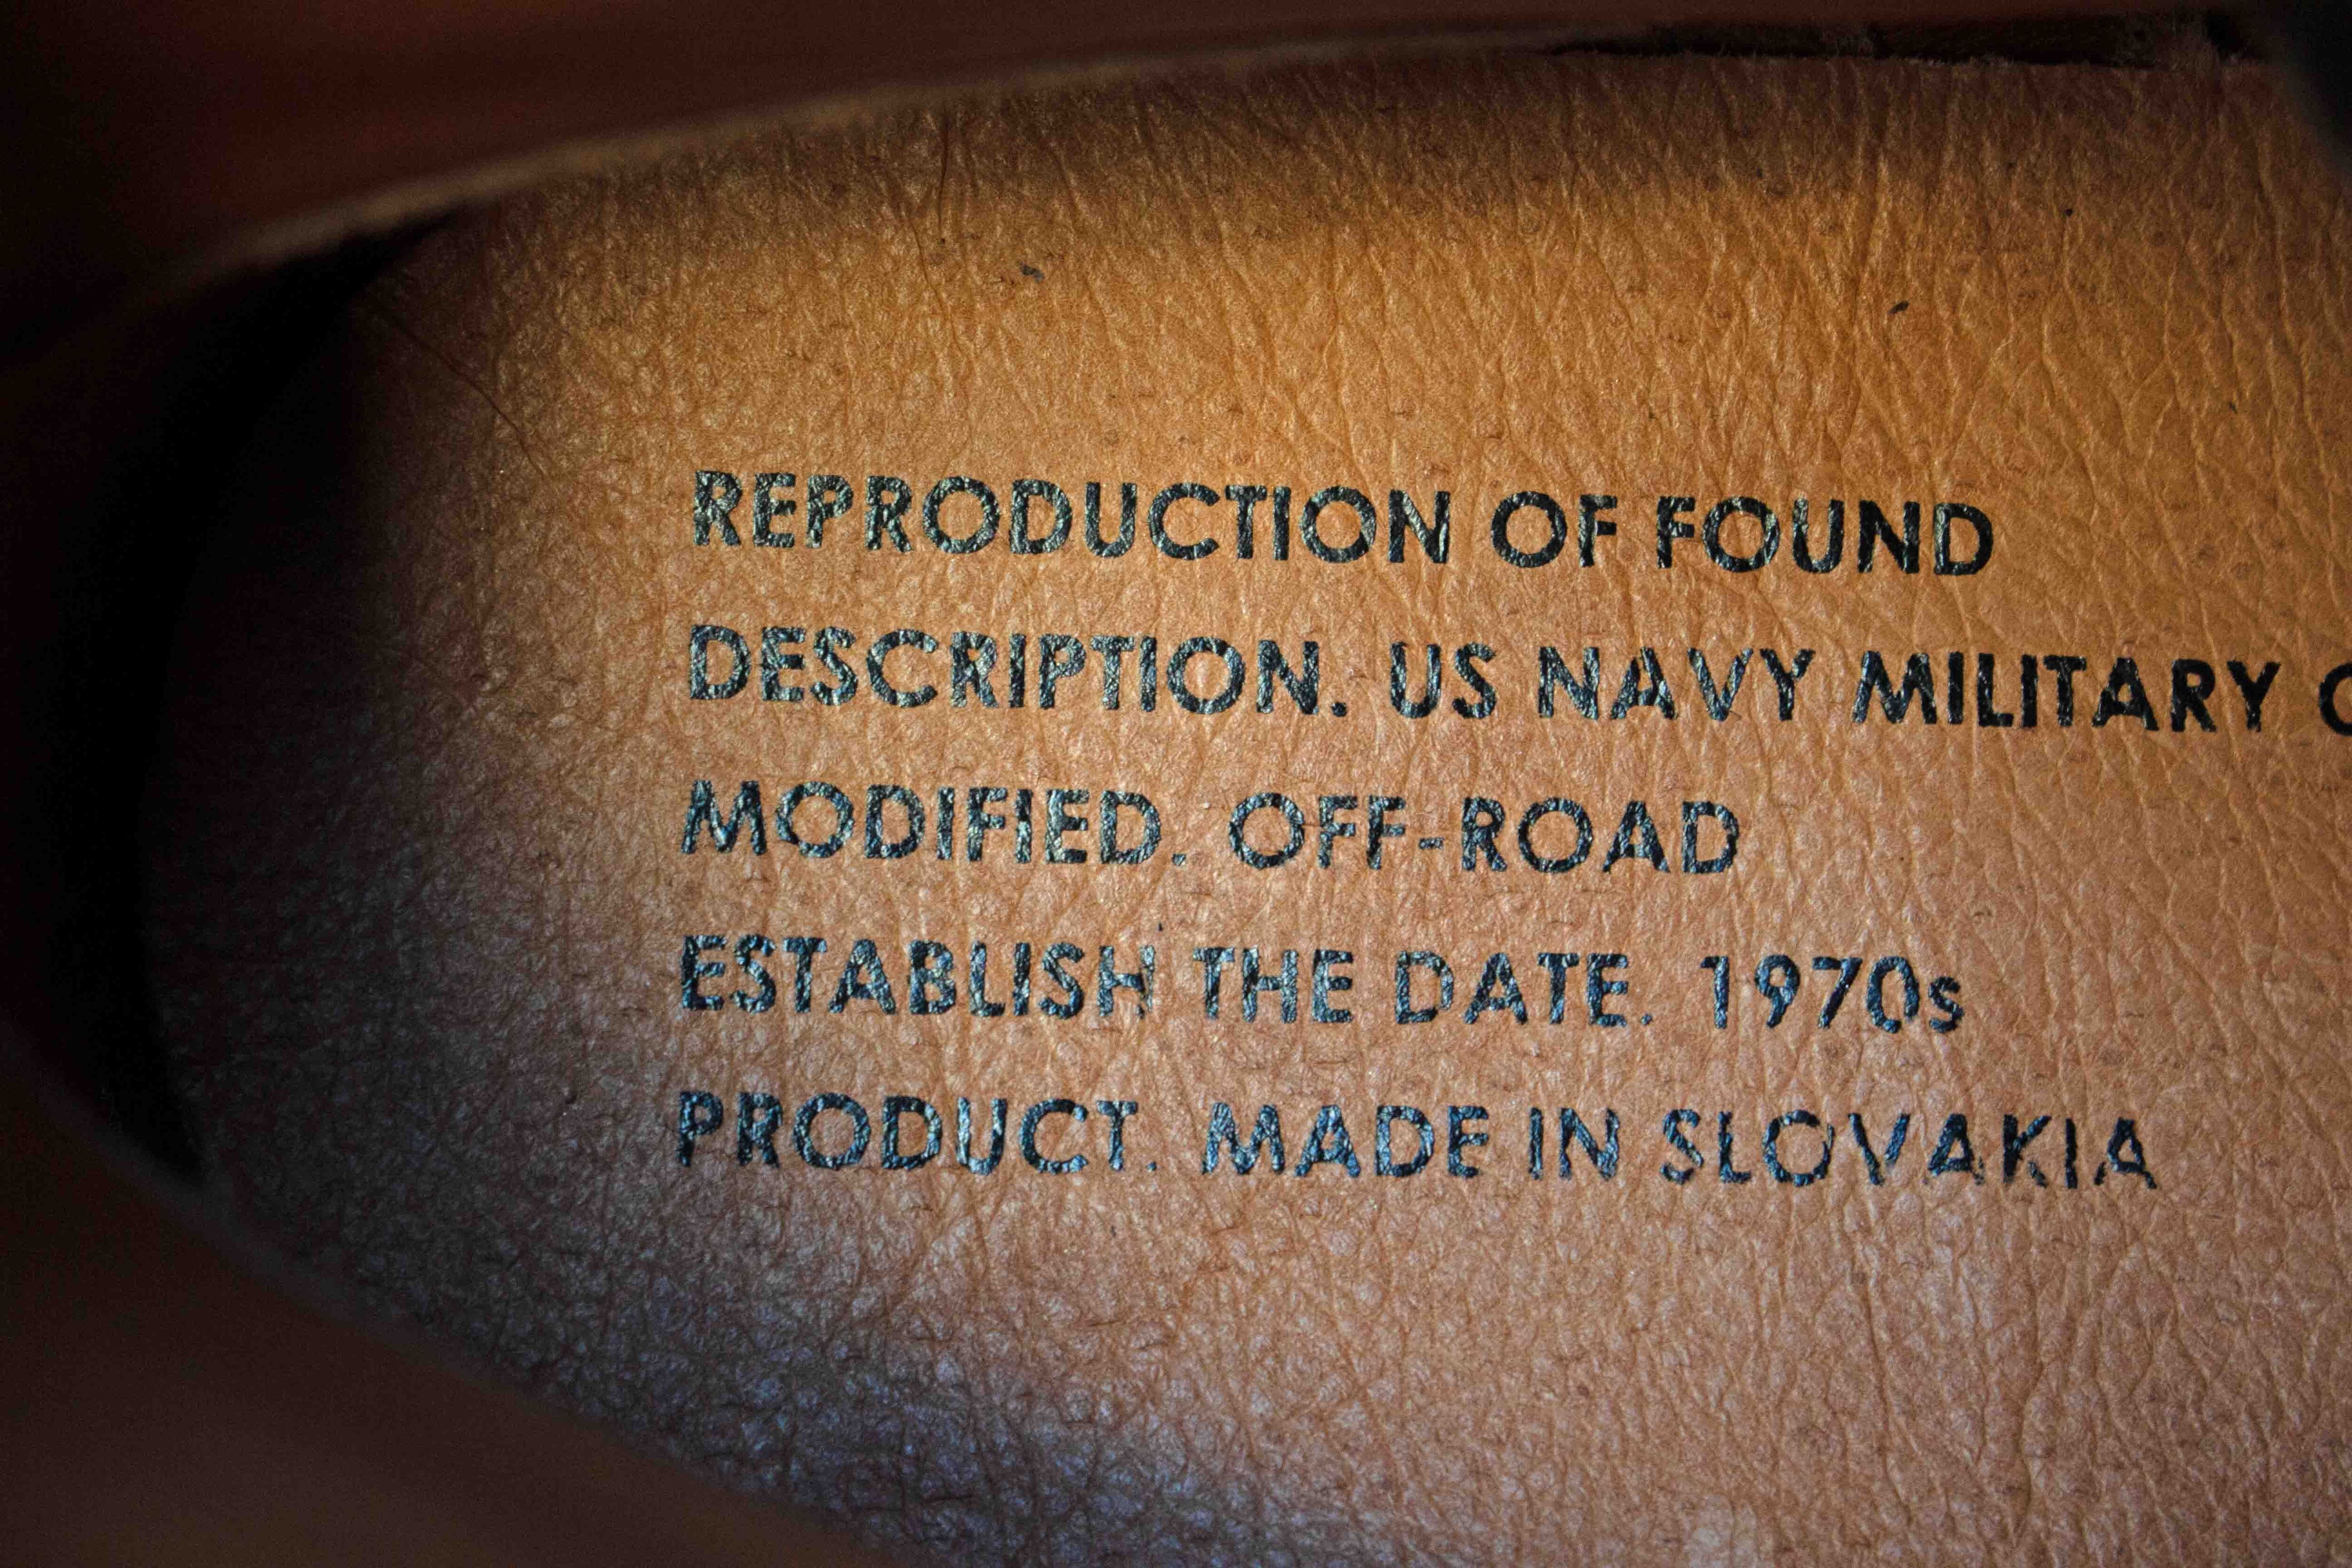 REPRODUCTION OF FOUND
DESCRIPTION. US NAVY MILITARY
MODIFIED. OFF-ROAD
ESTABLISH THE DATE. 1970s
PRODUCT. MADE IN SLOVAKIA